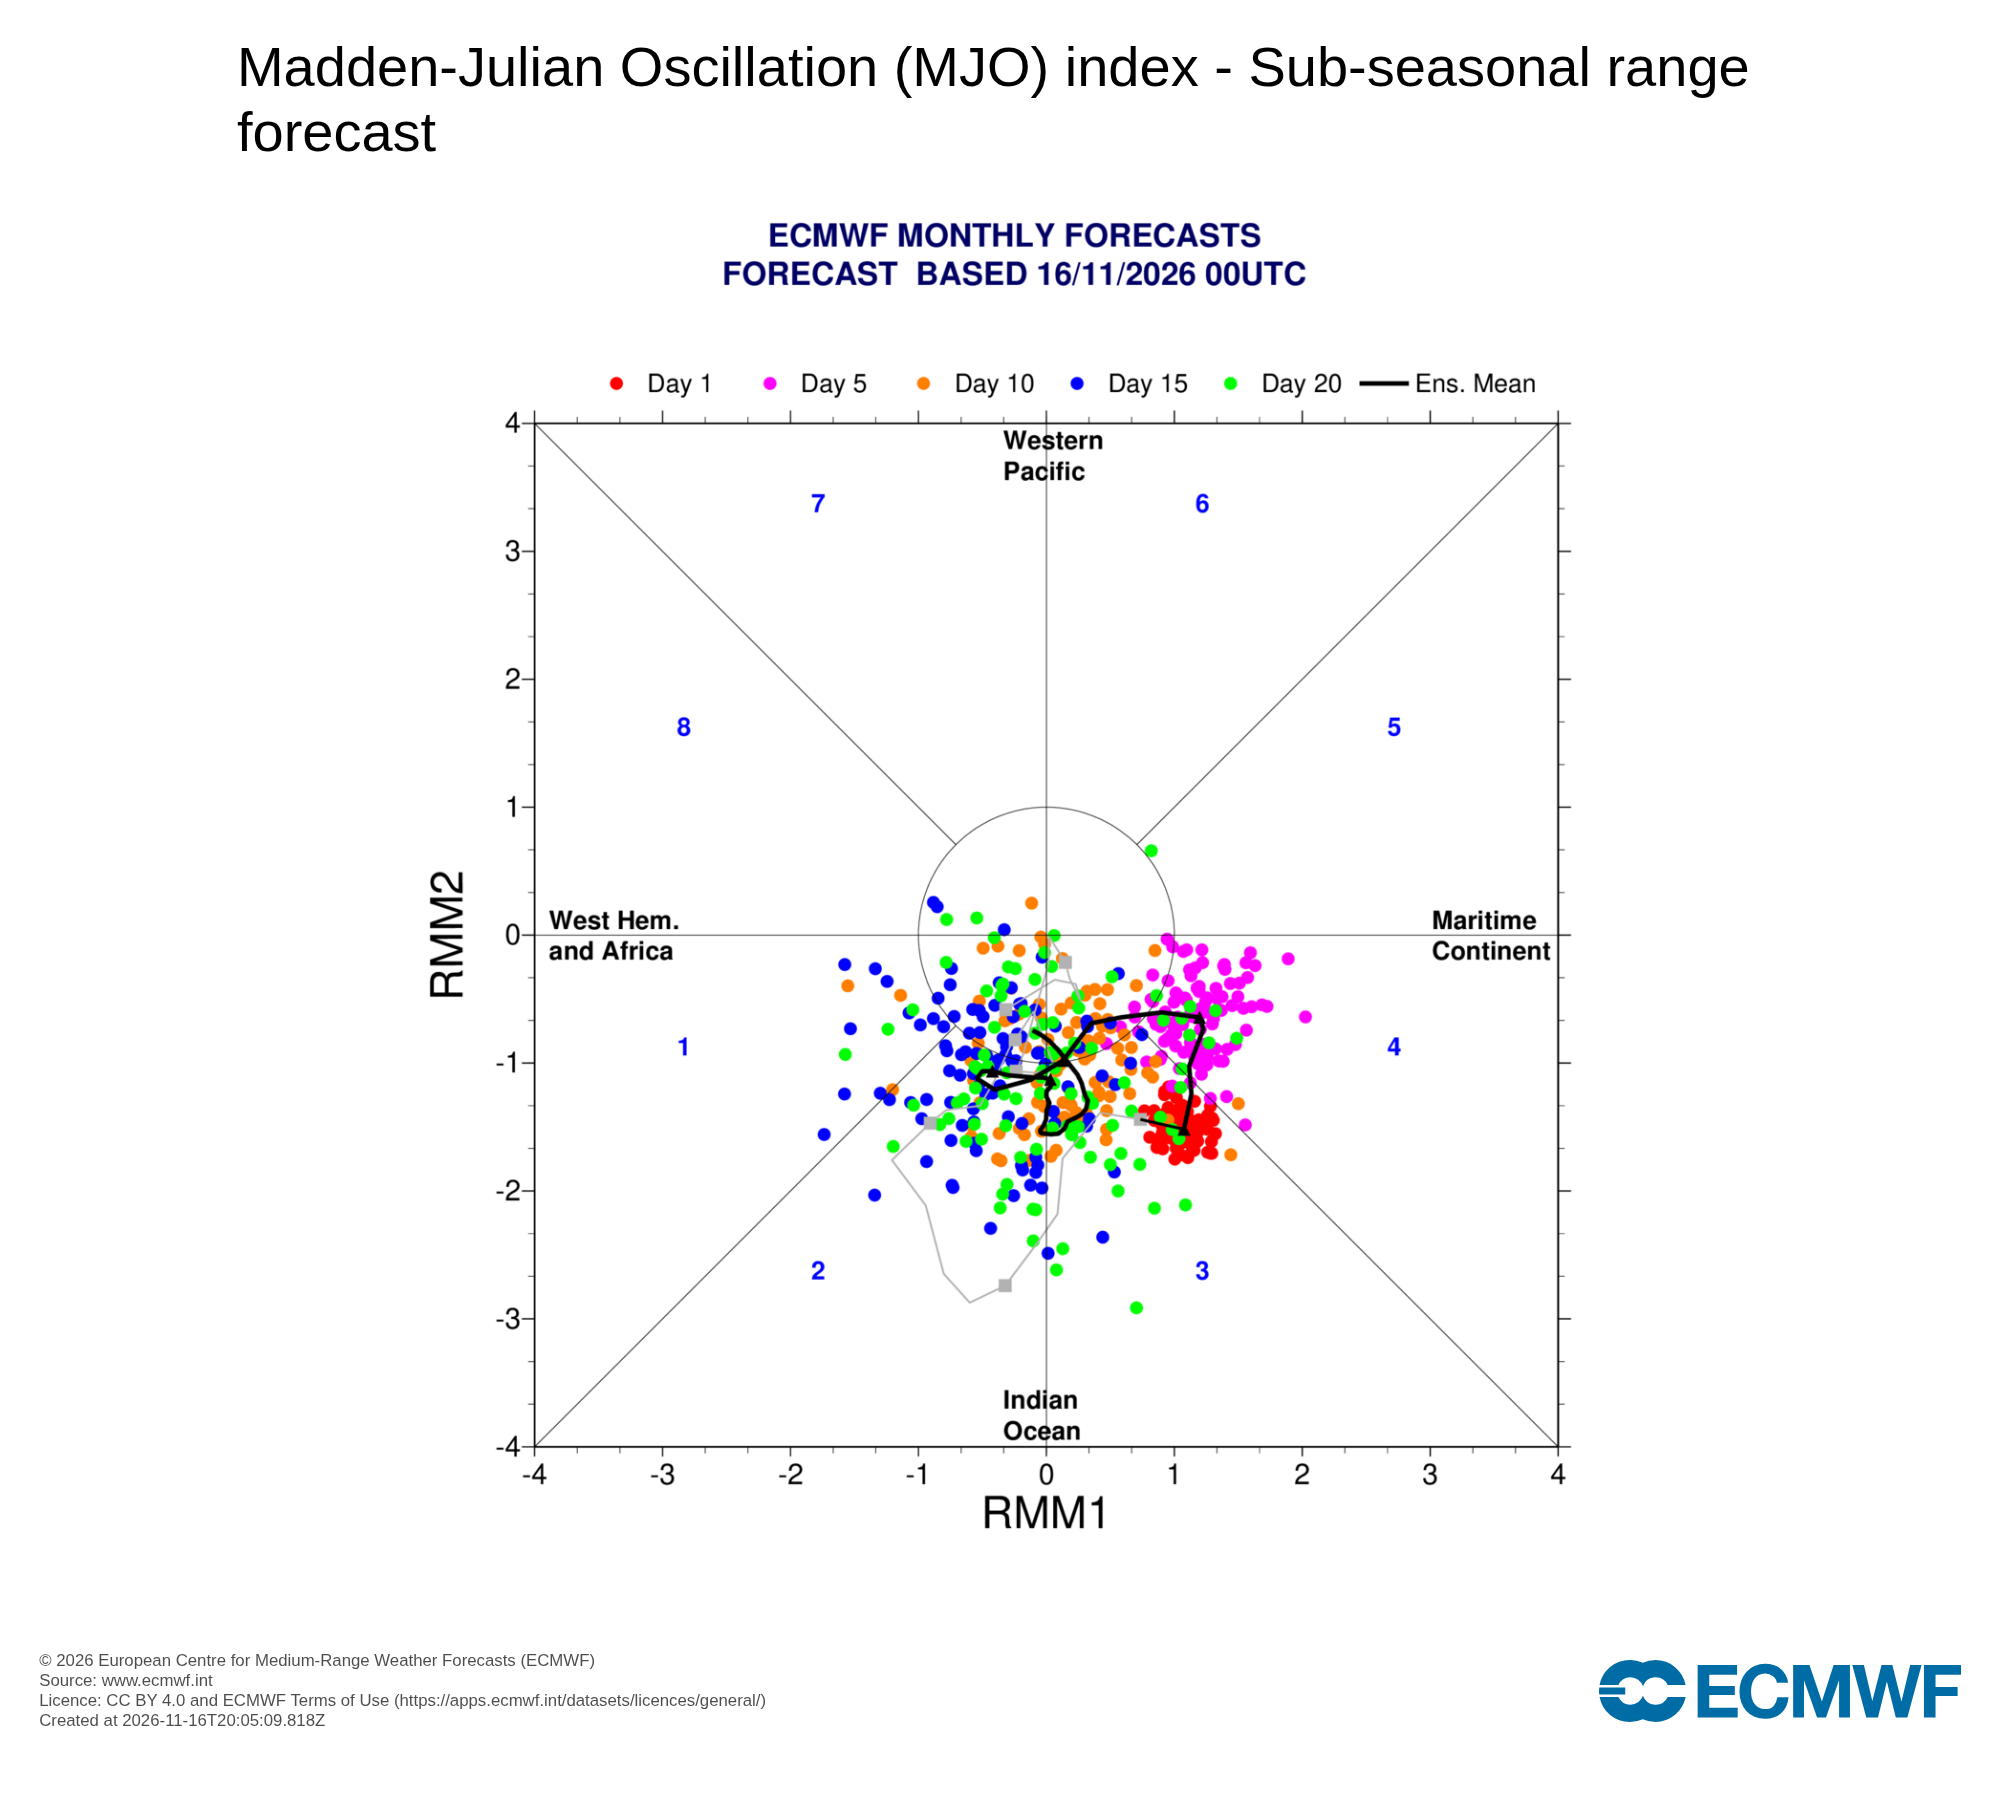 Madden-Julian Oscillation (MJO) index - Sub-seasonal range
forecast
ECMWF MONTHLY FORECASTS
FORECAST BASED 16/11/2026 00UTC
Day 1 Day 5 Day 10 Day 15 Day 20 Ens. Mean
4
Western
Pacific
7 6
3
2
8 5
1
RMM2
0
West Hem.
and Africa
Maritime
Continent
-1
1 4
-2
2 3
-3
Indian
Ocean
-4
-4 -3 -2 -1 0 1 2 3 4
RMM1
© 2026 European Centre for Medium-Range Weather Forecasts (ECMWF)
Source: www.ecmwf.int
Licence: CC BY 4.0 and ECMWF Terms of Use (https://apps.ecmwf.int/datasets/licences/general/)
Created at 2026-11-16T20:05:09.818Z
ECMWF